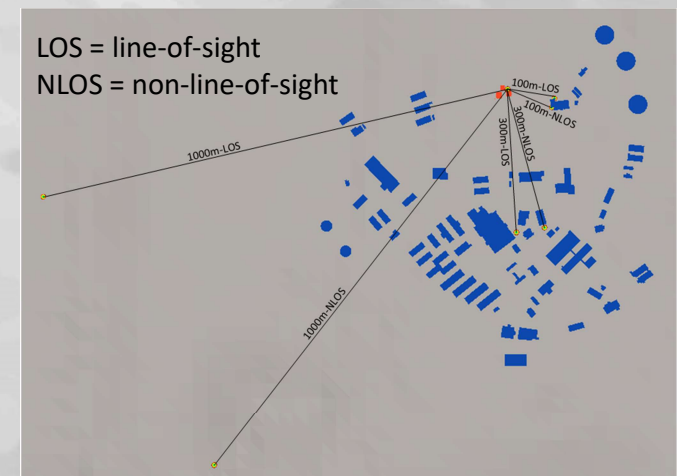 LOS = line-of-sight
NLOS = non-line-of-sight
100m-LOS
100m-NLOS
300m-LOS
300m-NLOS
1000m-LOS
1000m-NLOS